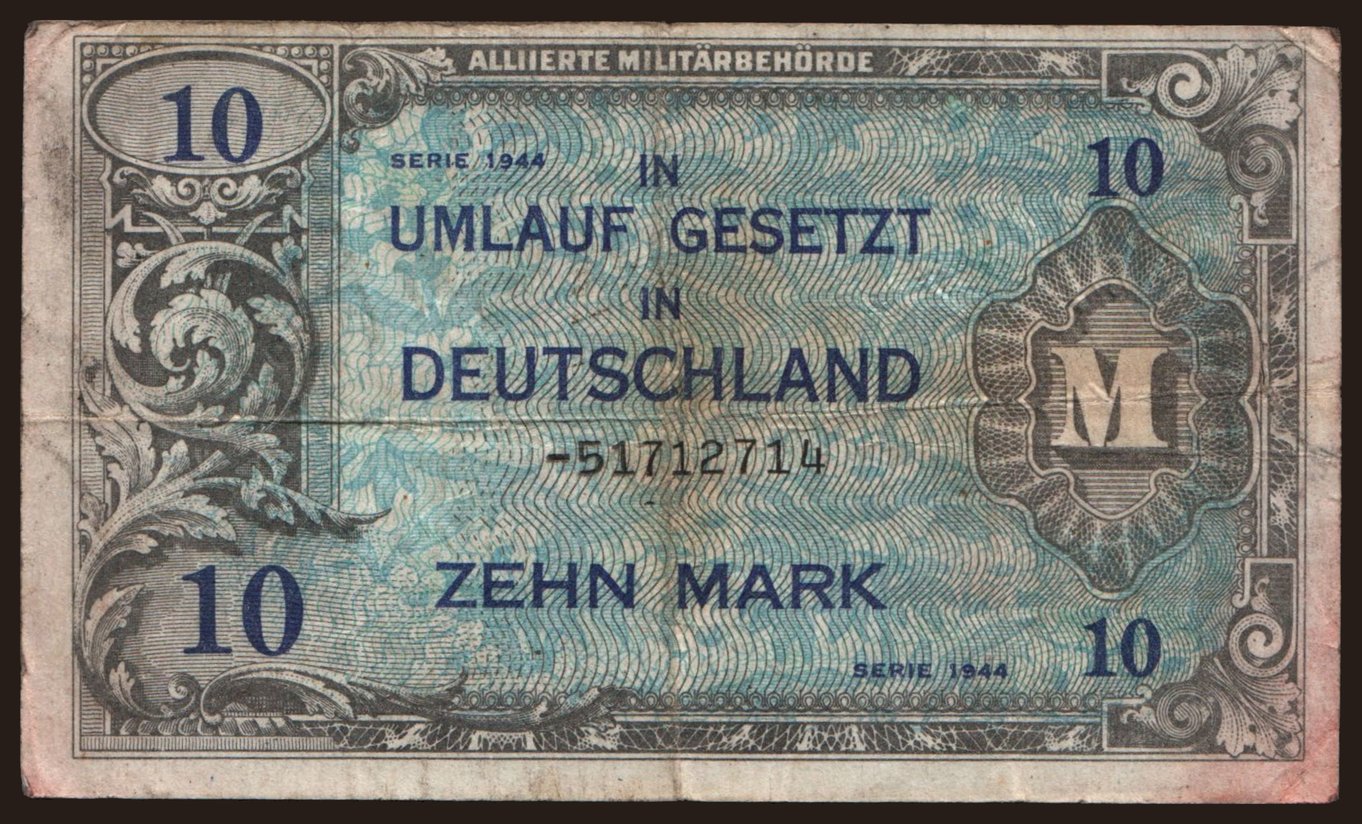 ALLIIERTE MILITÄRBEHÖRDE
10
10
SERIE 1944
IN
UMLAUF GESETZT
IN
DEUTSCHLAND
M
-51712714
ZEHN MARK
10
10
SERIE 1944